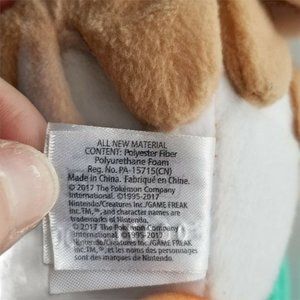 ALL NEW MATERIAL
CONTENT: Polyester Fiber
Polyurethane Foam
Reg. No. PA-15715(CN)
Made in China. Fabriqué en Chine.
© 2017 The Pokémon Company
International. ©1995-2017
Nintendo/Creatures Inc./GAME FREAK
inc.TM,®, and character names are
trademarks of Nintendo.
© 2017 The Pokémon Company
International. ©1995-2017
Nintendo/Creatures Inc./GAME FREAK
inc.TM,®, et les noms des personnages
sont des marques de Nintendo.